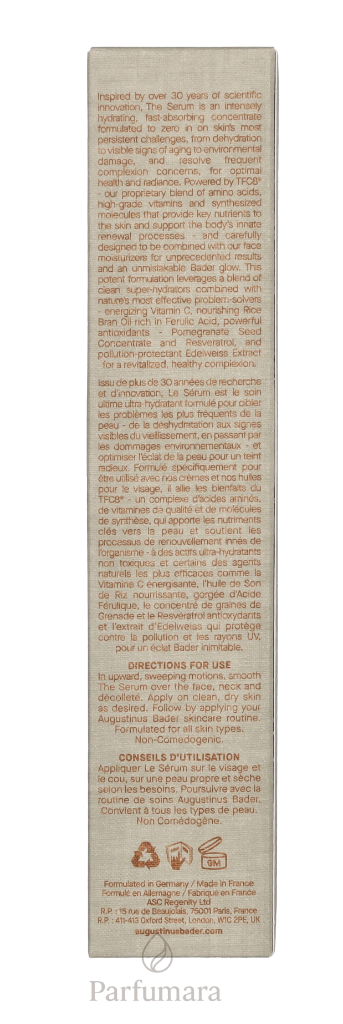 Inspired by over 30 years of scientific
innovation, The Serum is an intensely
hydrating, fast-absorbing concentrate
formulated to zero in on skin's most
persistent challenges, from dehydration
to visible signs of aging to environmental
damage, and resolve frequent
complexion concerns, for optimal
health and radiance. Powered by TFC8®
- our proprietary blend of amino acids,
high-grade vitamins and synthesized
molecules that provide key nutrients to
the skin and support the body's innate
renewal processes - and carefully
designed to be combined with our face
moisturizers for unprecedented results
and an unmistakable Bader glow. This
potent formulation leverages a blend of
clean super-hydrators combined with
nature's most effective problem-solvers
- energizing Vitamin C, nourishing Rice
Bran Oil rich in Ferulic Acid, powerful
antioxidants - Pomegranate Seed
Concentrate and Resveratrol, and
pollution-protectant Edelweiss Extract
for a revitalized, healthy complexion.
Issu de plus de 30 années de recherche
et d'innovation, Le Sérum est le soin
ultime ultra-hydratant formulé pour cibler
les problèmes les plus fréquents de la
peau - de la déshydratation aux signes
visibles du vieillissement, en passant par
les dommages environnementaux - et
optimiser l'éclat de la peau pour un teint
radieux. Formulé spécifiquement pour
être utilisé avec nos crèmes et nos huiles
pour le visage, il allie les bienfaits du
TFC8® - un complexe d'acides aminés,
de vitamines de qualité et de molécules
de synthèse, qui apporte les nutriments
clés vers la peau et soutient les
processus de renouvellement innés de
l'organisme - à des actifs ultra-hydratants
non toxiques et certains des agents
naturels les plus efficaces comme la
Vitamine C énergisante, l'huile de Son
de Riz nourrissante, gorgée d'Acide
Férulique, le concentré de graines de
Grenade et le Resvératrol antioxydants
et l'extrait d'Edelweiss qui protège
contre la pollution et les rayons UV,
pour un éclat Bader inimitable.
DIRECTIONS FOR USE
In upward, sweeping motions, smooth
The Serum over the face, neck and
décolleté. Apply on clean, dry skin
as desired. Follow by applying your
Augustinus Bader skincare routine.
Formulated for all skin types.
Non-Comedogenic.
CONSEILS D'UTILISATION
Appliquer Le Sérum sur le visage et
le cou, sur une peau propre et sèche
selon les besoins. Poursuivre avec la
routine de soins Augustinus Bader.
Convient à tous les types de peau.
Non Comédogène.
6M
Formulated in Germany / Made in France
Formulé en Allemagne / Fabriqué en France
ASC Regenity Ltd
R.P. : 15 rue de Beaujolais, 75001 Paris, France
R.P. : 411-413 Oxford Street, London, W1C 2PE, UK
augustinusbader.com
Parfumara